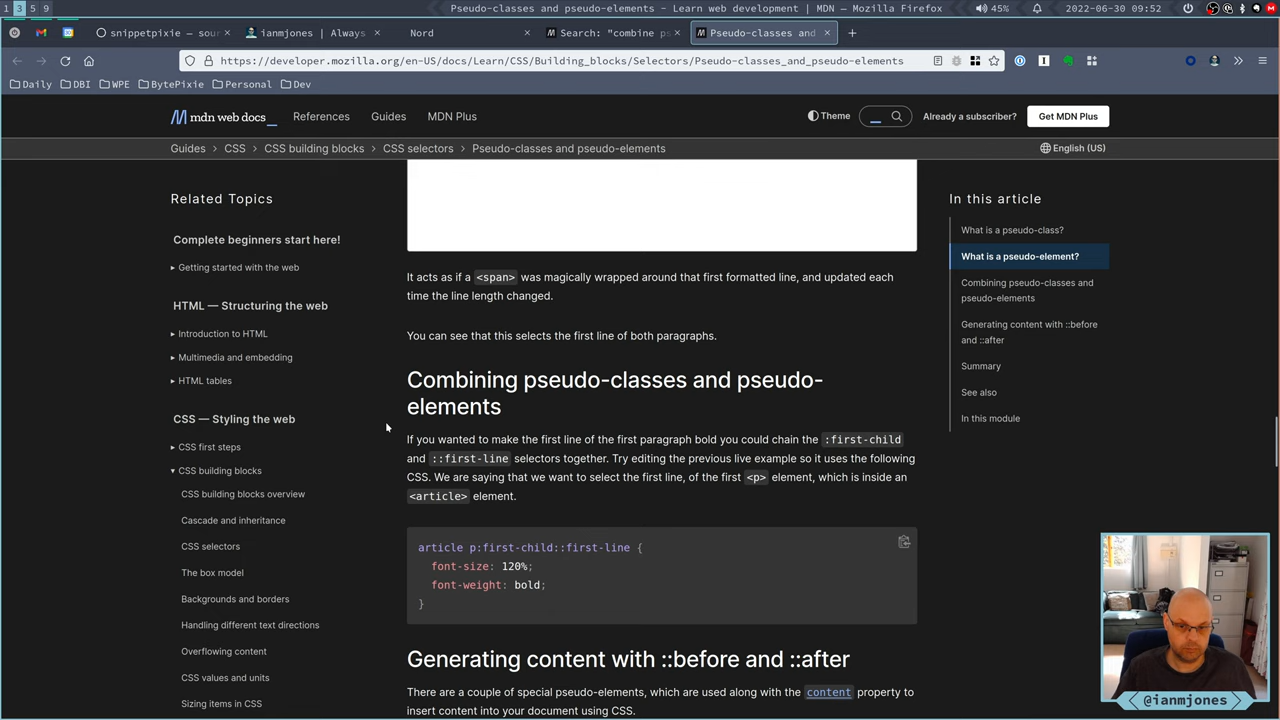 1 3 5 9
Pseudo-classes and pseudo-elements - Learn web development | MDN — Mozilla Firefox
45%
2022-06-30 09:52
snippetpixie — sour
ianmjones | Always
Nord
Search: "combine ps
Pseudo-classes and
https://developer.mozilla.org/en-US/docs/Learn/CSS/Building_blocks/Selectors/Pseudo-classes_and_pseudo-elements
Daily DBI WPE BytePixie Personal Dev
mdn web docs_
References Guides MDN Plus
Theme
Already a subscriber?
Get MDN Plus
Guides > CSS > CSS building blocks > CSS selectors > Pseudo-classes and pseudo-elements
English (US)
Related Topics
Complete beginners start here!
Getting started with the web
HTML — Structuring the web
Introduction to HTML
Multimedia and embedding
HTML tables
CSS — Styling the web
CSS first steps
CSS building blocks
CSS building blocks overview
Cascade and inheritance
CSS selectors
The box model
Backgrounds and borders
Handling different text directions
Overflowing content
CSS values and units
Sizing items in CSS
It acts as if a <span> was magically wrapped around that first formatted line, and updated each
time the line length changed.
You can see that this selects the first line of both paragraphs.
Combining pseudo-classes and pseudo-
elements
If you wanted to make the first line of the first paragraph bold you could chain the :first-child
and ::first-line selectors together. Try editing the previous live example so it uses the following
CSS. We are saying that we want to select the first line, of the first <p> element, which is inside an
<article> element.
article p:first-child::first-line {
font-size: 120%;
font-weight: bold;
}
Generating content with ::before and ::after
There are a couple of special pseudo-elements, which are used along with the content property to
insert content into your document using CSS.
In this article
What is a pseudo-class?
What is a pseudo-element?
Combining pseudo-classes and
pseudo-elements
Generating content with ::before
and ::after
Summary
See also
In this module
@ianmjones